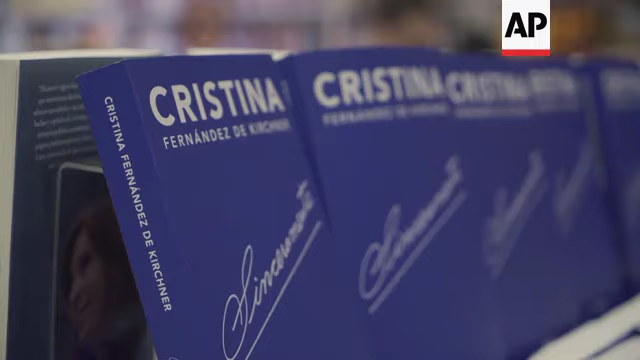 AP
CRISTINA
FERNÁNDEZ DE KIRCHNER
Sinceramente
CRISTINA FERNÁNDEZ DE KIRCHNER
CRISTINA
FERNÁNDEZ DE KIRCHNER
Sinceramente
CRISTINA